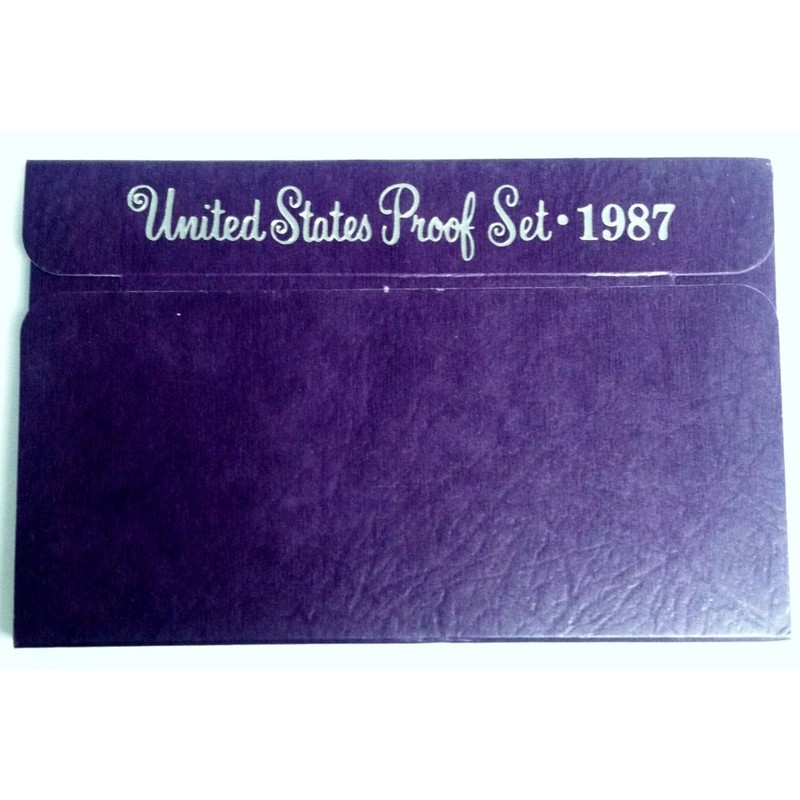 United States Proof Set • 1987